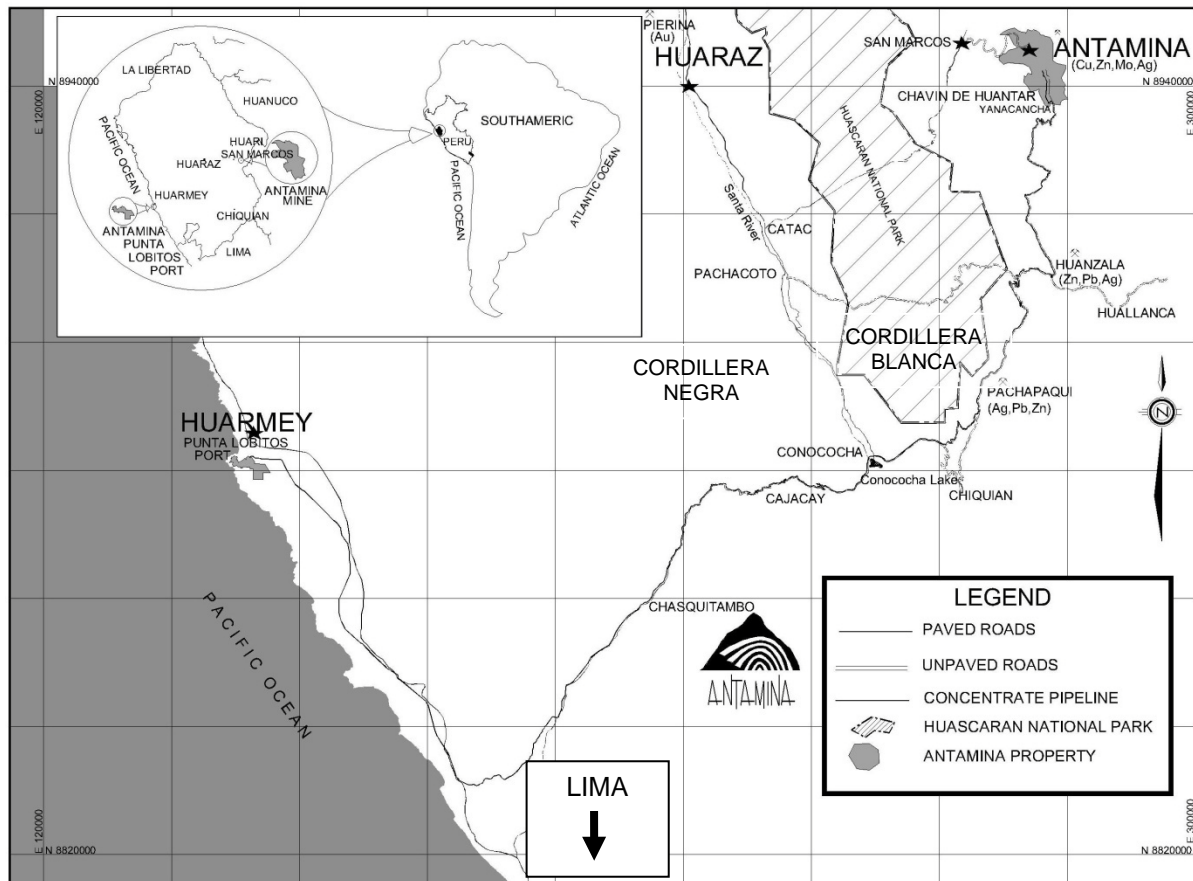 LA LIBERTAD
HUANUCO
PACIFIC OCEAN
HUARI
SAN MARCOS
HUARAZ
ANTAMINA
MINE
HUARMEY
CHIQUIAN
ANTAMINA
PUNTA
LOBITOS
PORT
LIMA
SOUTHAMERIC
PERU
PACIFIC OCEAN
ATLANTIC OCEAN
E 120000
N 8940000
PIERINA
(Au)
HUARAZ
SAN MARCOS
ANTAMINA
(Cu,Zn,Mo,Ag)
N 8940000
E 300000
CHAVIN DE HUANTAR
YANACANCHA
HUASCARAN NATIONAL PARK
Santa River
CATAC
PACHACOTO
HUANZALA
(Zn,Pb,Ag)
HUALLANCA
CORDILLERA
NEGRA
CORDILLERA
BLANCA
PACHAPAQUI
(Ag,Pb,Zn)
N
HUARMEY
PUNTA LOBITOS
PORT
CONOCOCHA
Conococha Lake
CHIQUIAN
CAJACAY
PACIFIC OCEAN
CHASQUITAMBO
ANTAMINA
LEGEND
PAVED ROADS
UNPAVED ROADS
CONCENTRATE PIPELINE
HUASCARAN NATIONAL PARK
ANTAMINA PROPERTY
LIMA
E 120000
N 8820000
N 8820000
E 300000